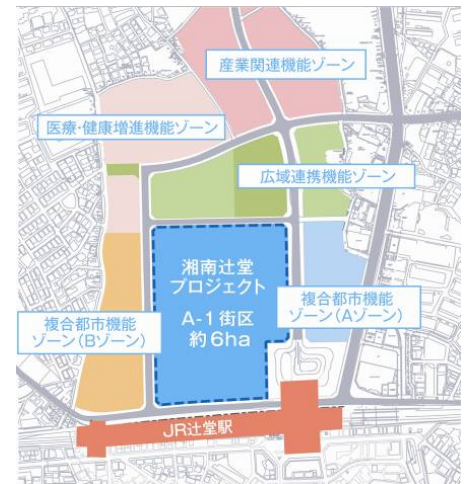 産業関連機能ゾーン
医療・健康増進機能ゾーン
広域連携機能ゾーン
湘南辻堂
プロジェクト
A-1街区
約6ha
複合都市機能
ゾーン(Aゾーン)
複合都市機能
ゾーン(Bゾーン)
JR辻堂駅